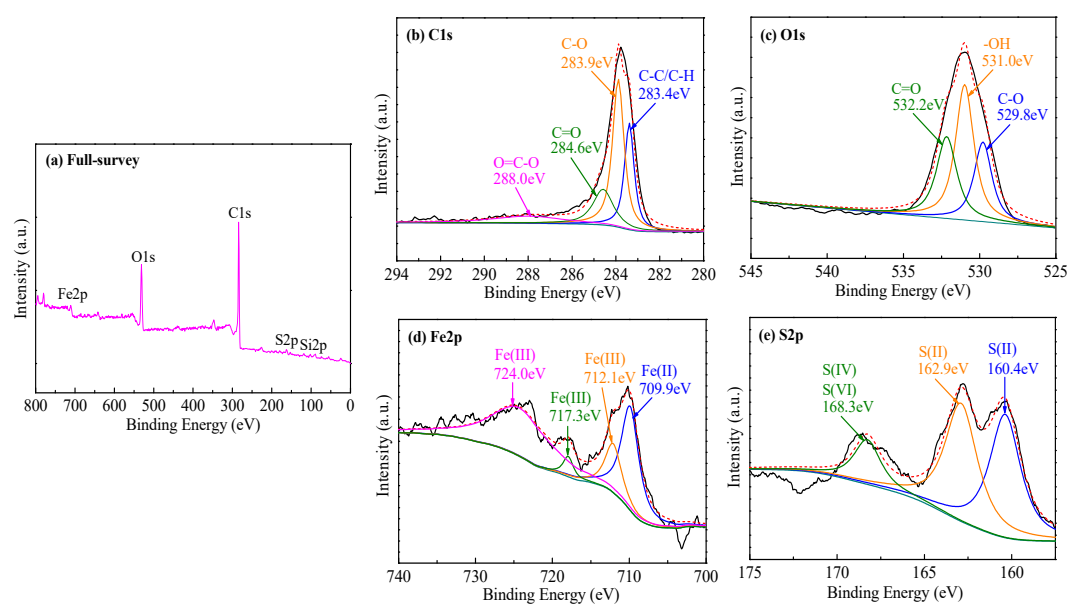 (a) Full-survey
C1s
O1s
Fe2p
S2p
Si2p
800 700 600 500 400 300 200 100 0
Binding Energy (eV)
Intensity (a.u.)
(b) C1s
C-O
283.9eV
C-C/C-H
283.4eV
C=O
284.6eV
O=C-O
288.0eV
294 292 290 288 286 284 282 280
Binding Energy (eV)
Intensity (a.u.)
(c) O1s
-OH
531.0eV
C=O
532.2eV
C-O
529.8eV
545 540 535 530 525
Binding Energy (eV)
Intensity (a.u.)
(d) Fe2p
Fe(III)
724.0eV
Fe(III)
712.1eV
Fe(II)
709.9eV
Fe(III)
717.3eV
740 730 720 710 700
Binding Energy (eV)
Intensity (a.u.)
(e) S2p
S(II)
162.9eV
S(II)
160.4eV
S(IV)
S(VI)
168.3eV
175 170 165 160
Binding Energy (eV)
Intensity (a.u.)